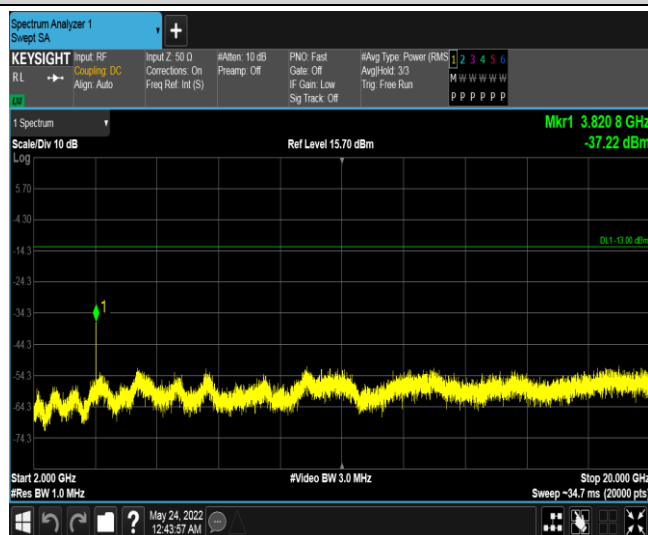 Spectrum Analyzer 1
Swept SA
KEYSIGHT
RL
Input: RF
Coupling: DC
Align: Auto
Input Z: 50 Ω
Corrections: On
Freq Ref: Int (S)
#Atten: 10 dB
Preamp: Off
PNO: Fast
Gate: Off
IF Gain: Low
Sig Track: Off
#Avg Type: Power (RMS
Avg|Hold: 3/3
Trig: Free Run
1 2 3 4 5 6
M W W W W W
P P P P P P
1 Spectrum
Mkr1 3.820 8 GHz
Scale/Div 10 dB
Ref Level 15.70 dBm
-37.22 dBm
Log
5.70
-4.30
DL1 -13.00 dBm
-14.3
-24.3
1
-34.3
-44.3
-54.3
-64.3
-74.3
Start 2.000 GHz
#Video BW 3.0 MHz
Stop 20.000 GHz
#Res BW 1.0 MHz
Sweep ~34.7 ms (20000 pts)
?
May 24, 2022
12:43:57 AM